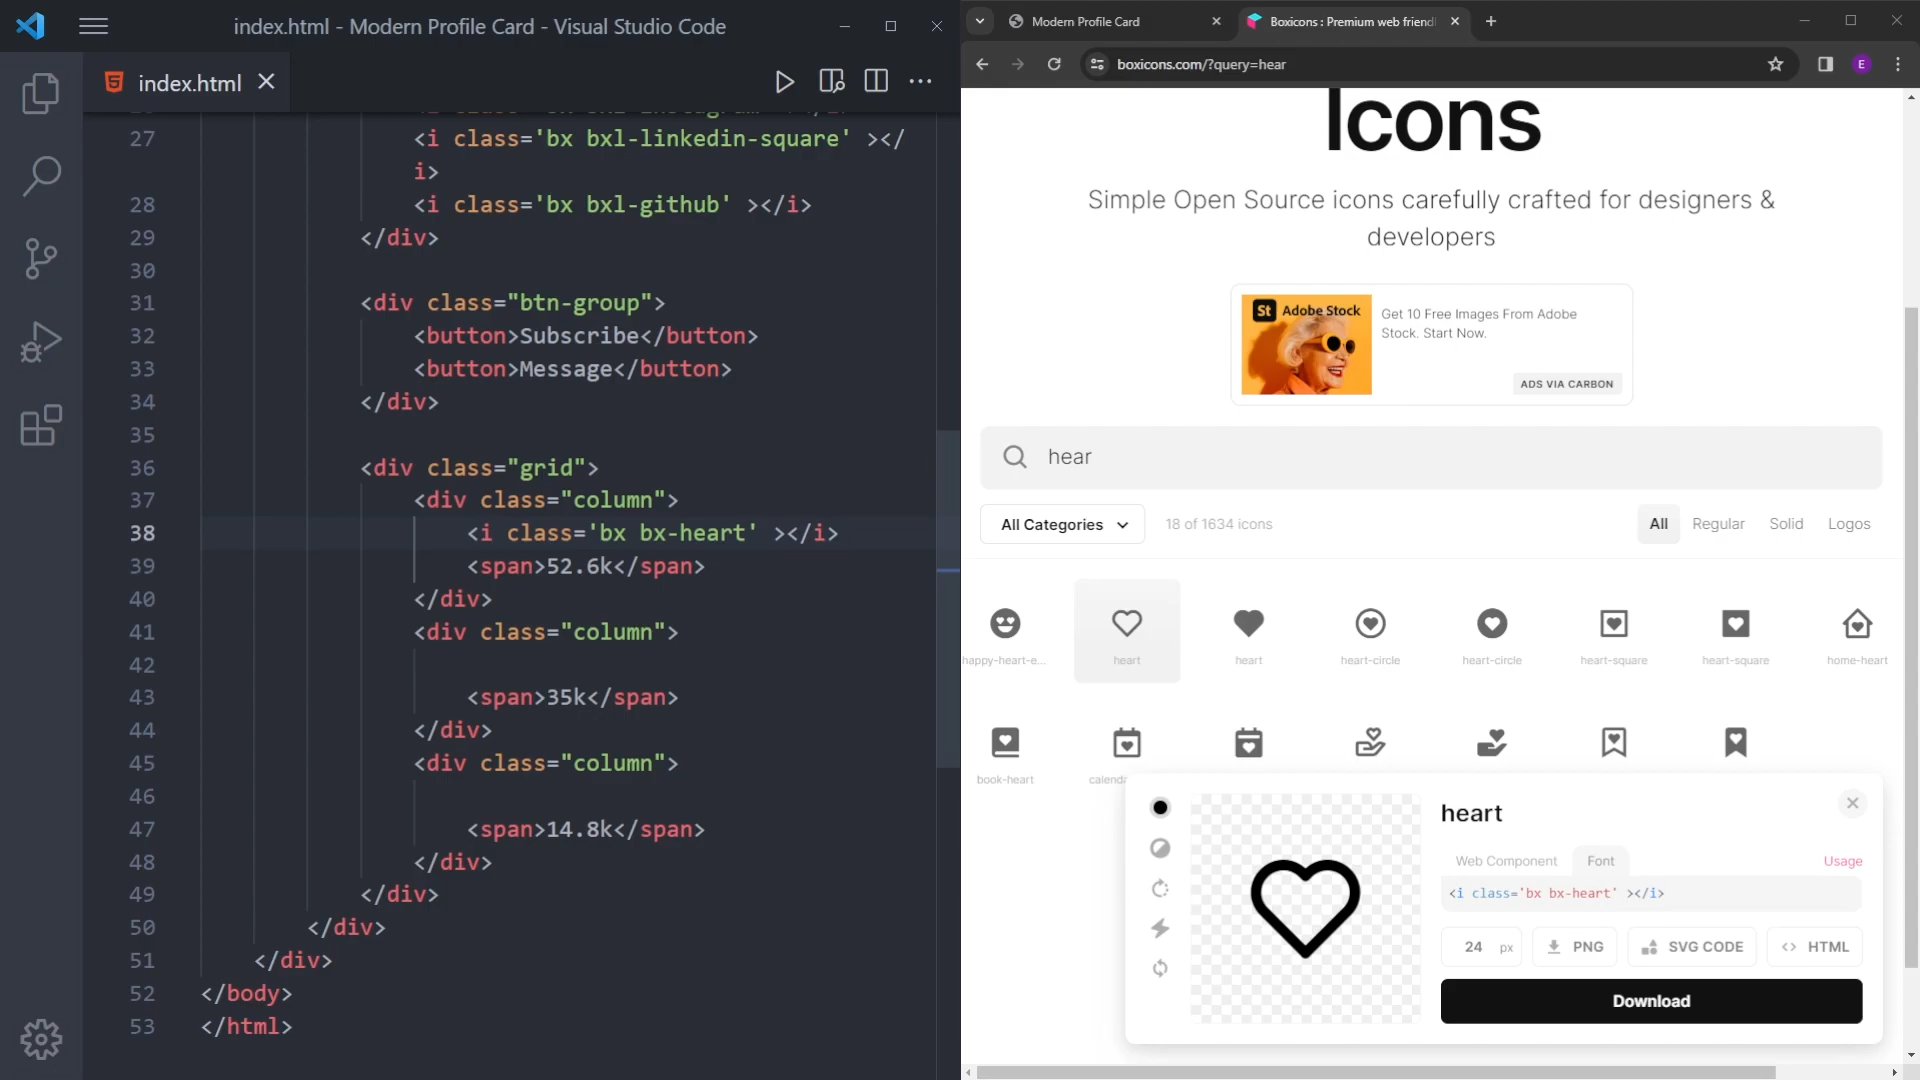 index.html - Modern Profile Card - Visual Studio Code
index.html
27 <i class='bx bxl-linkedin-square' ></
i>
28 <i class='bx bxl-github' ></i>
29 </div>
30
31 <div class="btn-group">
32 <button>Subscribe</button>
33 <button>Message</button>
34 </div>
35
36 <div class="grid">
37 <div class="column">
38 <i class='bx bx-heart' ></i>
39 <span>52.6k</span>
40 </div>
41 <div class="column">
42
43 <span>35k</span>
44 </div>
45 <div class="column">
46
47 <span>14.8k</span>
48 </div>
49 </div>
50 </div>
51 </div>
52 </body>
53 </html>
Modern Profile Card
Boxicons : Premium web friendl
boxicons.com/?query=hear
E
Icons
Simple Open Source icons carefully crafted for designers &
developers
St Adobe Stock
Get 10 Free Images From Adobe
Stock. Start Now.
ADS VIA CARBON
hear
All Categories
18 of 1634 icons
All Regular Solid Logos
happy-heart-e... heart heart heart-circle heart-circle heart-square heart-square home-heart
book-heart calenda
heart
Web Component Font Usage
<i class='bx bx-heart' ></i>
24 px PNG SVG CODE HTML
Download